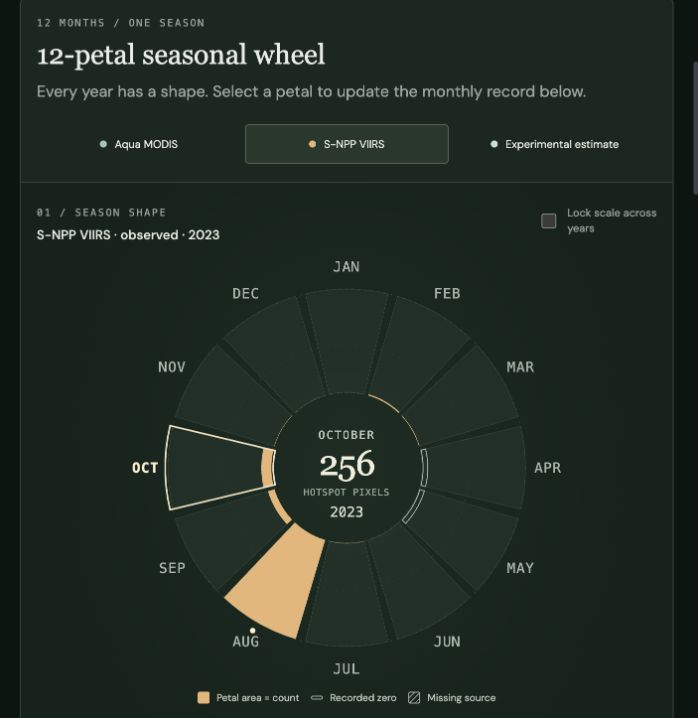 12 MONTHS / ONE SEASON
12-petal seasonal wheel
Every year has a shape. Select a petal to update the monthly record below.
Aqua MODIS
S-NPP VIIRS
Experimental estimate
01 / SEASON SHAPE
S-NPP VIIRS · observed · 2023
Lock scale across
years
JAN
FEB
MAR
APR
MAY
JUN
JUL
AUG
SEP
OCT
NOV
DEC
OCTOBER
256
HOTSPOT PIXELS
2023
Petal area = count
Recorded zero
Missing source